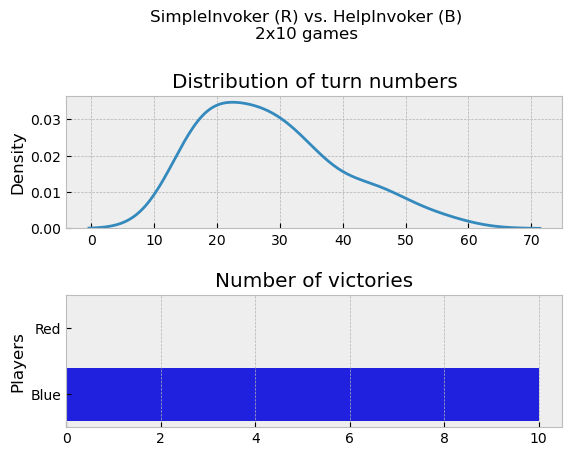 SimpleInvoker (R) vs. HelpInvoker (B)
2x10 games
Distribution of turn numbers
Density
0.03
0.02
0.01
0.00
0 10 20 30 40 50 60 70
Number of victories
Players
Red
Blue
0 2 4 6 8 10